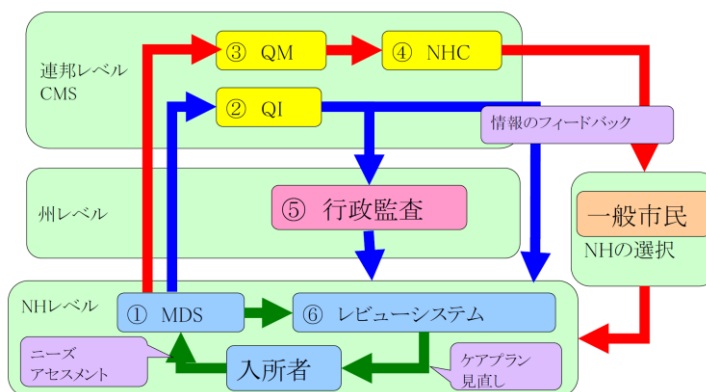 連邦レベル
CMS
③ QM
④ NHC
② QI
情報のフィードバック
州レベル
⑤ 行政監査
一般市民
NHの選択
NHレベル
① MDS
⑥ レビューシステム
ニーズ
アセスメント
入所者
ケアプラン
見直し